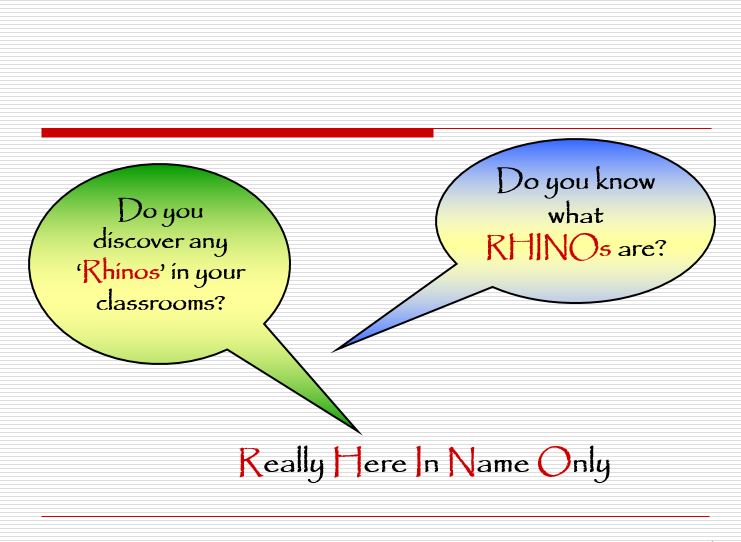 Do you
discover any
‘Rhinos’ in your
classrooms?
Do you know
what
RHINOs are?
Really Here In Name Only